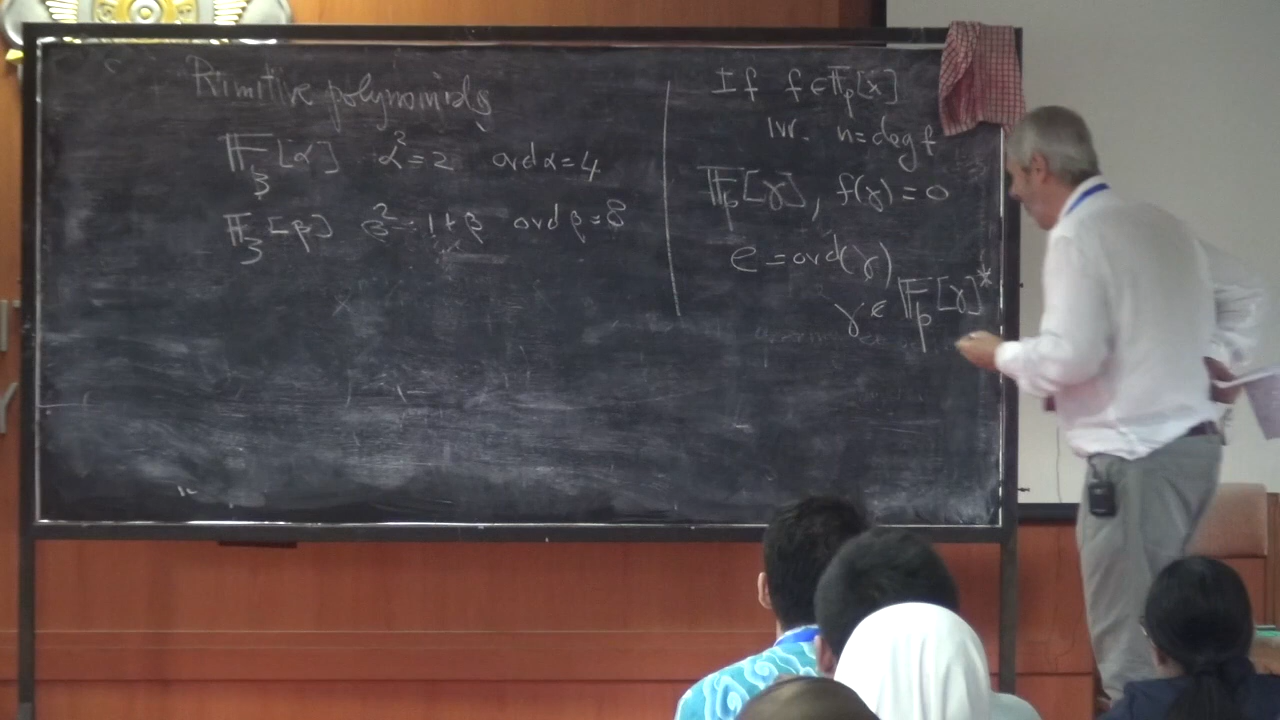 Primitive polynomials
𝔽₃[α] α² = 2 ord α = 4
𝔽₃[β] β² = 1 + β ord β = 8
If f ∈ 𝔽ₚ[x]
irr. n = deg f
𝔽ₚ[γ], f(γ) = 0
e = ord(γ)
γ ∈ 𝔽ₚ[γ]*